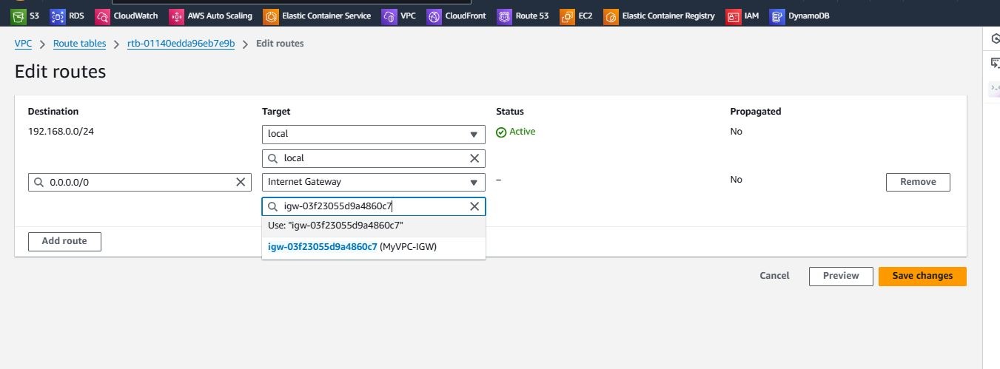 S3 RDS CloudWatch AWS Auto Scaling Elastic Container Service VPC CloudFront Route 53 EC2 Elastic Container Registry IAM DynamoDB
VPC > Route tables > rtb-01140edda96eb7e9b > Edit routes
Edit routes
Destination Target Status Propagated
192.168.0.0/24 local Active No
local
0.0.0.0/0 Internet Gateway – No Remove
igw-03f23055d9a4860c7
Use: "igw-03f23055d9a4860c7"
Add route
igw-03f23055d9a4860c7 (MyVPC-IGW)
Cancel Preview Save changes